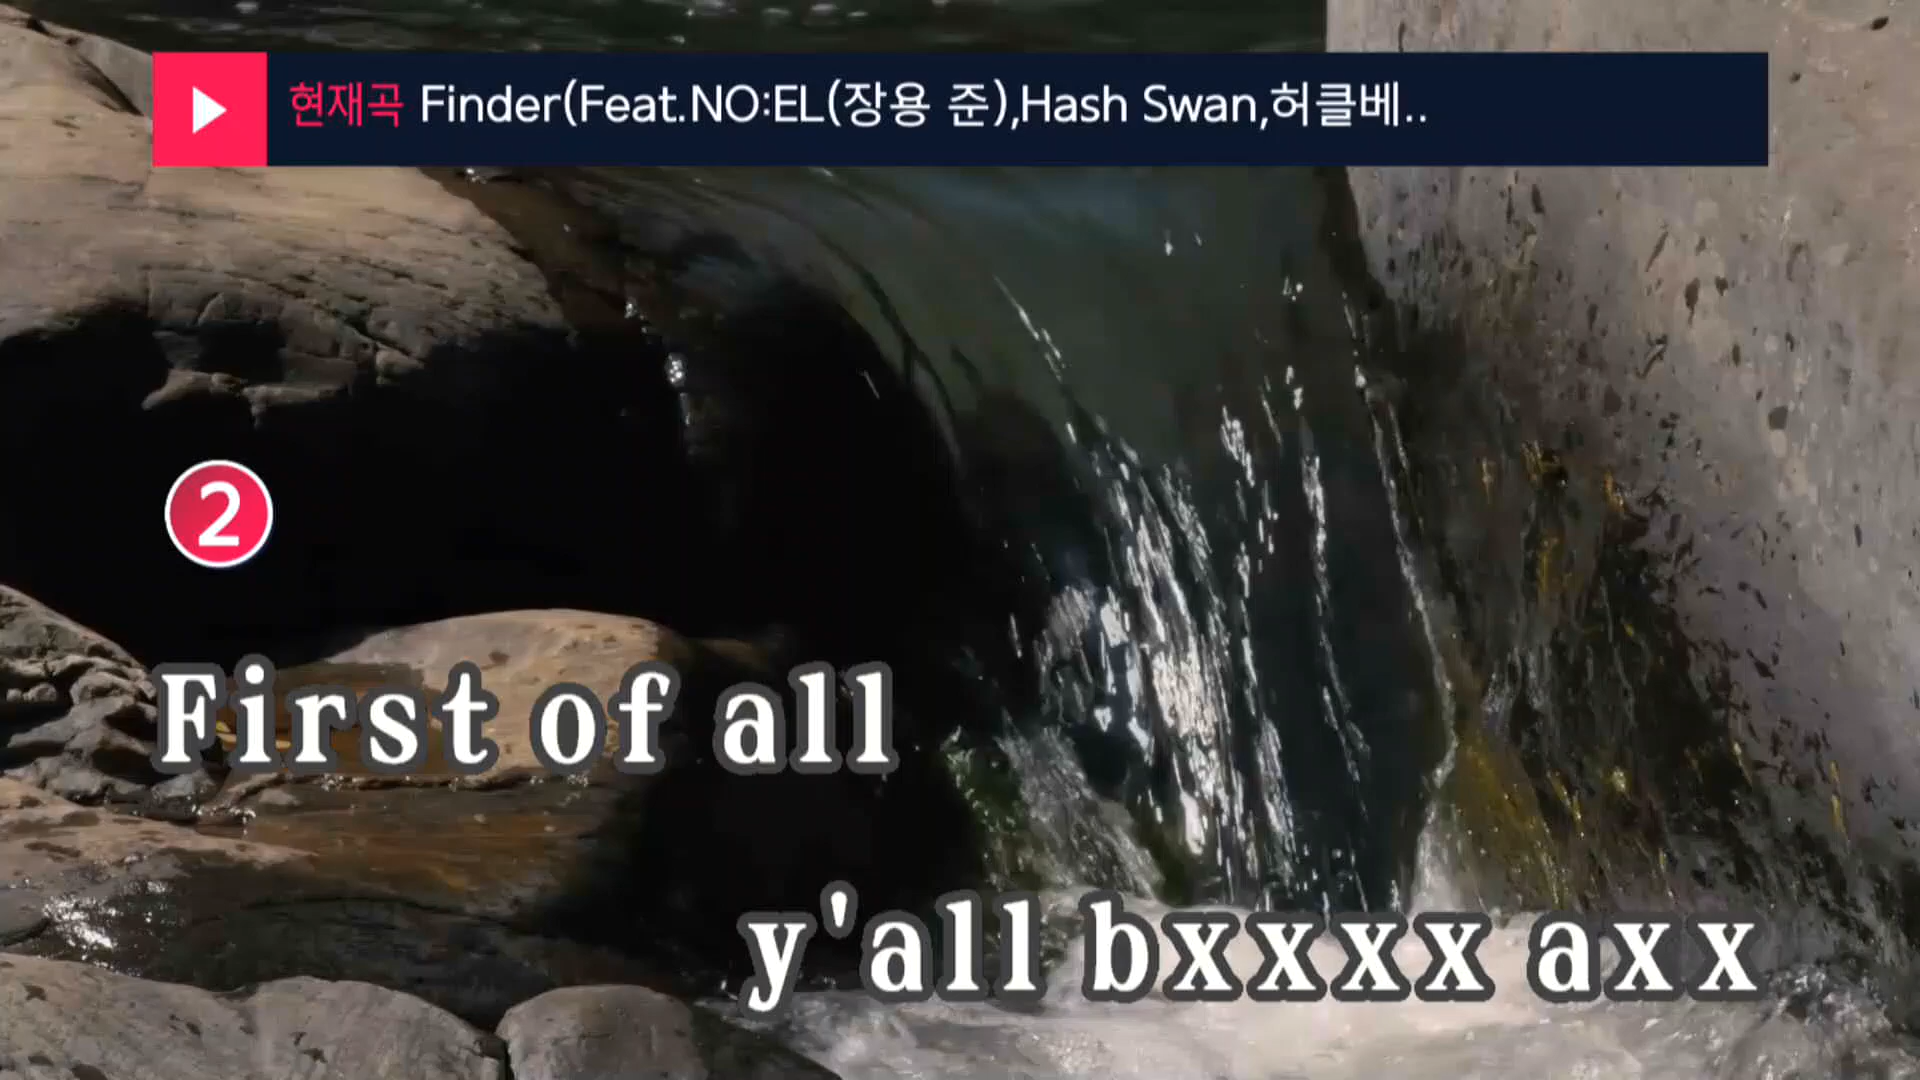 현재곡 Finder(Feat.NO:EL(장용 준),Hash Swan,허클베..
2
First of all
y'all bxxxx axx